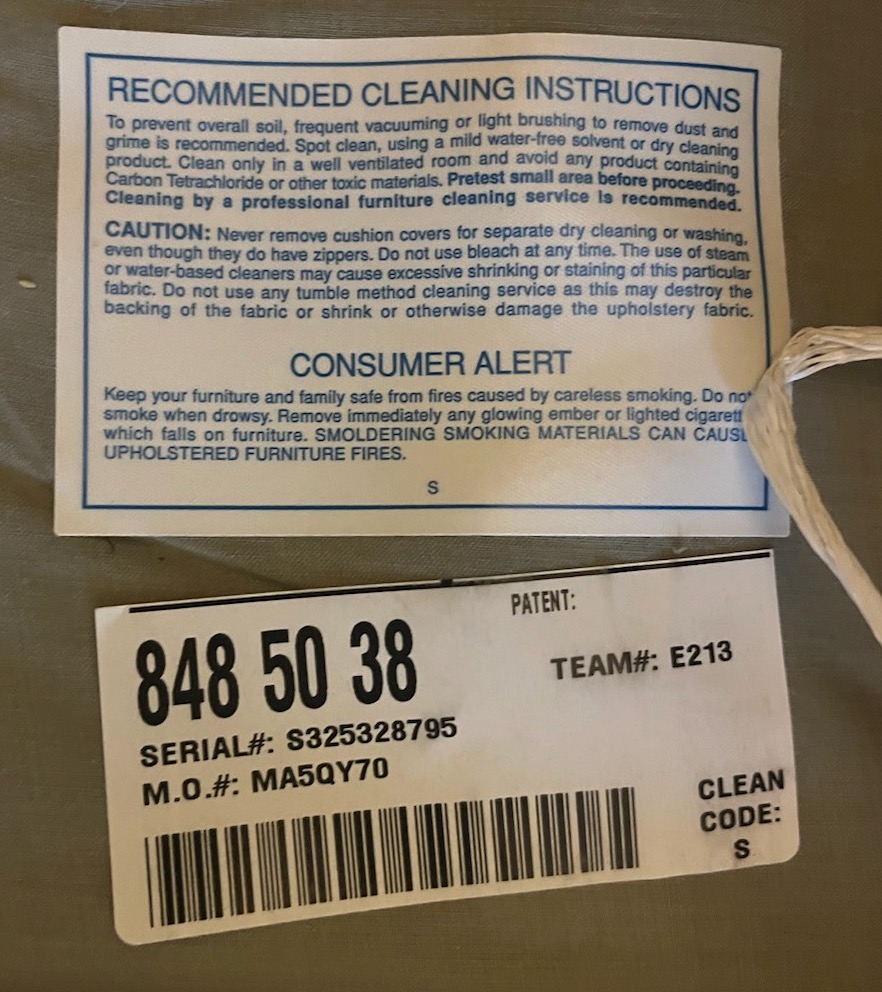 RECOMMENDED CLEANING INSTRUCTIONS
To prevent overall soil, frequent vacuuming or light brushing to remove dust and
grime is recommended. Spot clean, using a mild water-free solvent or dry cleaning
product. Clean only in a well ventilated room and avoid any product containing
Carbon Tetrachloride or other toxic materials. Pretest small area before proceeding.
Cleaning by a professional furniture cleaning service is recommended.
CAUTION: Never remove cushion covers for separate dry cleaning or washing,
even though they do have zippers. Do not use bleach at any time. The use of steam
or water-based cleaners may cause excessive shrinking or staining of this particular
fabric. Do not use any tumble method cleaning service as this may destroy the
backing of the fabric or shrink or otherwise damage the upholstery fabric.
CONSUMER ALERT
Keep your furniture and family safe from fires caused by careless smoking. Do not
smoke when drowsy. Remove immediately any glowing ember or lighted cigarett
which falls on furniture. SMOLDERING SMOKING MATERIALS CAN CAUSE
UPHOLSTERED FURNITURE FIRES.
S
PATENT:
848 50 38
TEAM#: E213
SERIAL#: S325328795
M.O.#: MA5QY70
CLEAN
CODE:
S